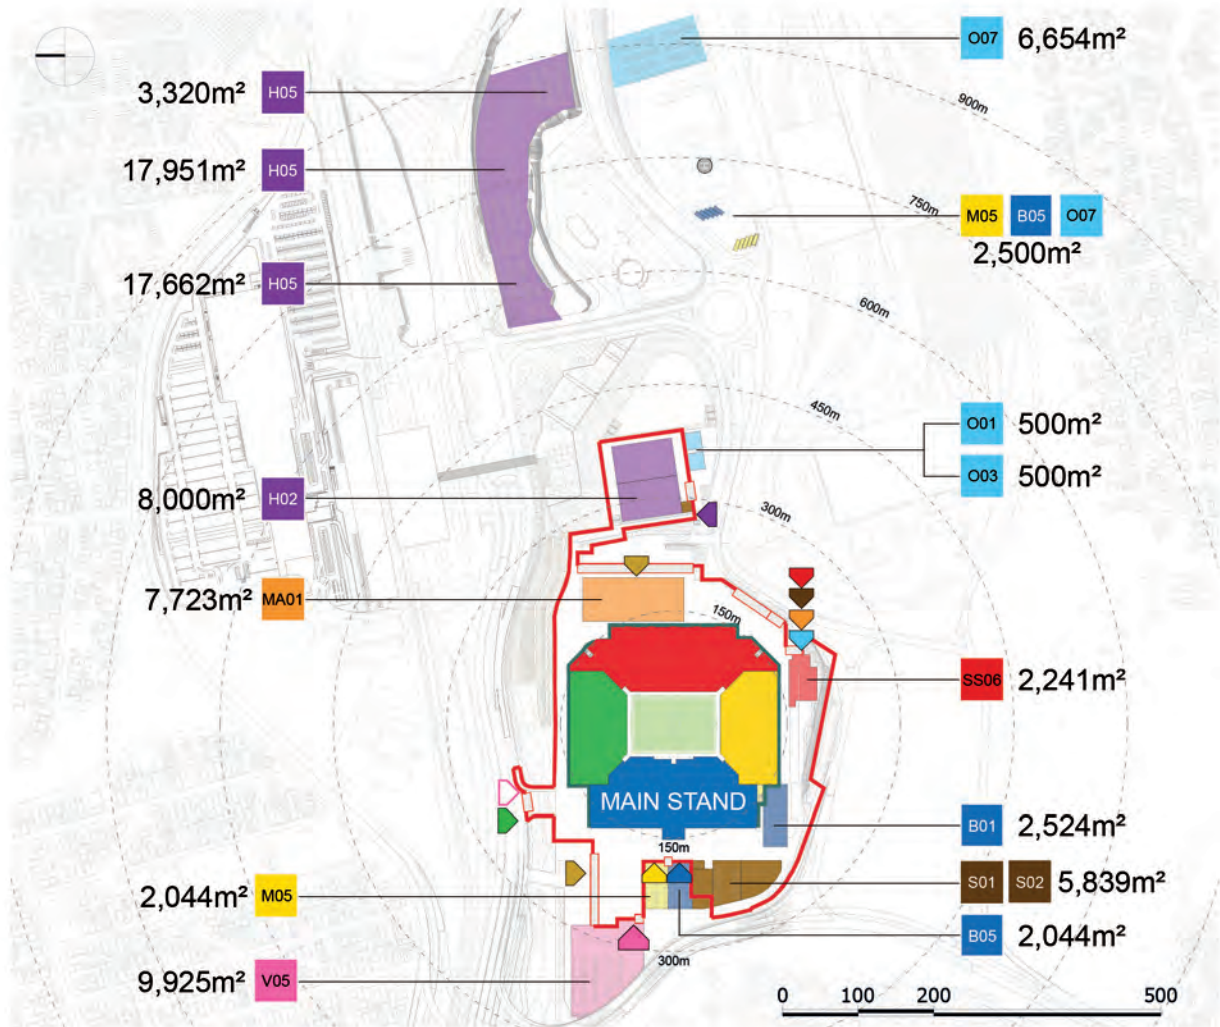 O07 6,654m²
3,320m² H05
900m
17,951m² H05
750m
M05 B05 O07
2,500m²
17,662m² H05
600m
450m
O01 500m²
O03 500m²
8,000m² H02
300m
7,723m² MA01
150m
SS06 2,241m²
MAIN STAND
B01 2,524m²
150m
S01 S02 5,839m²
2,044m² M05
B05 2,044m²
300m
9,925m² V05
0 100 200 500